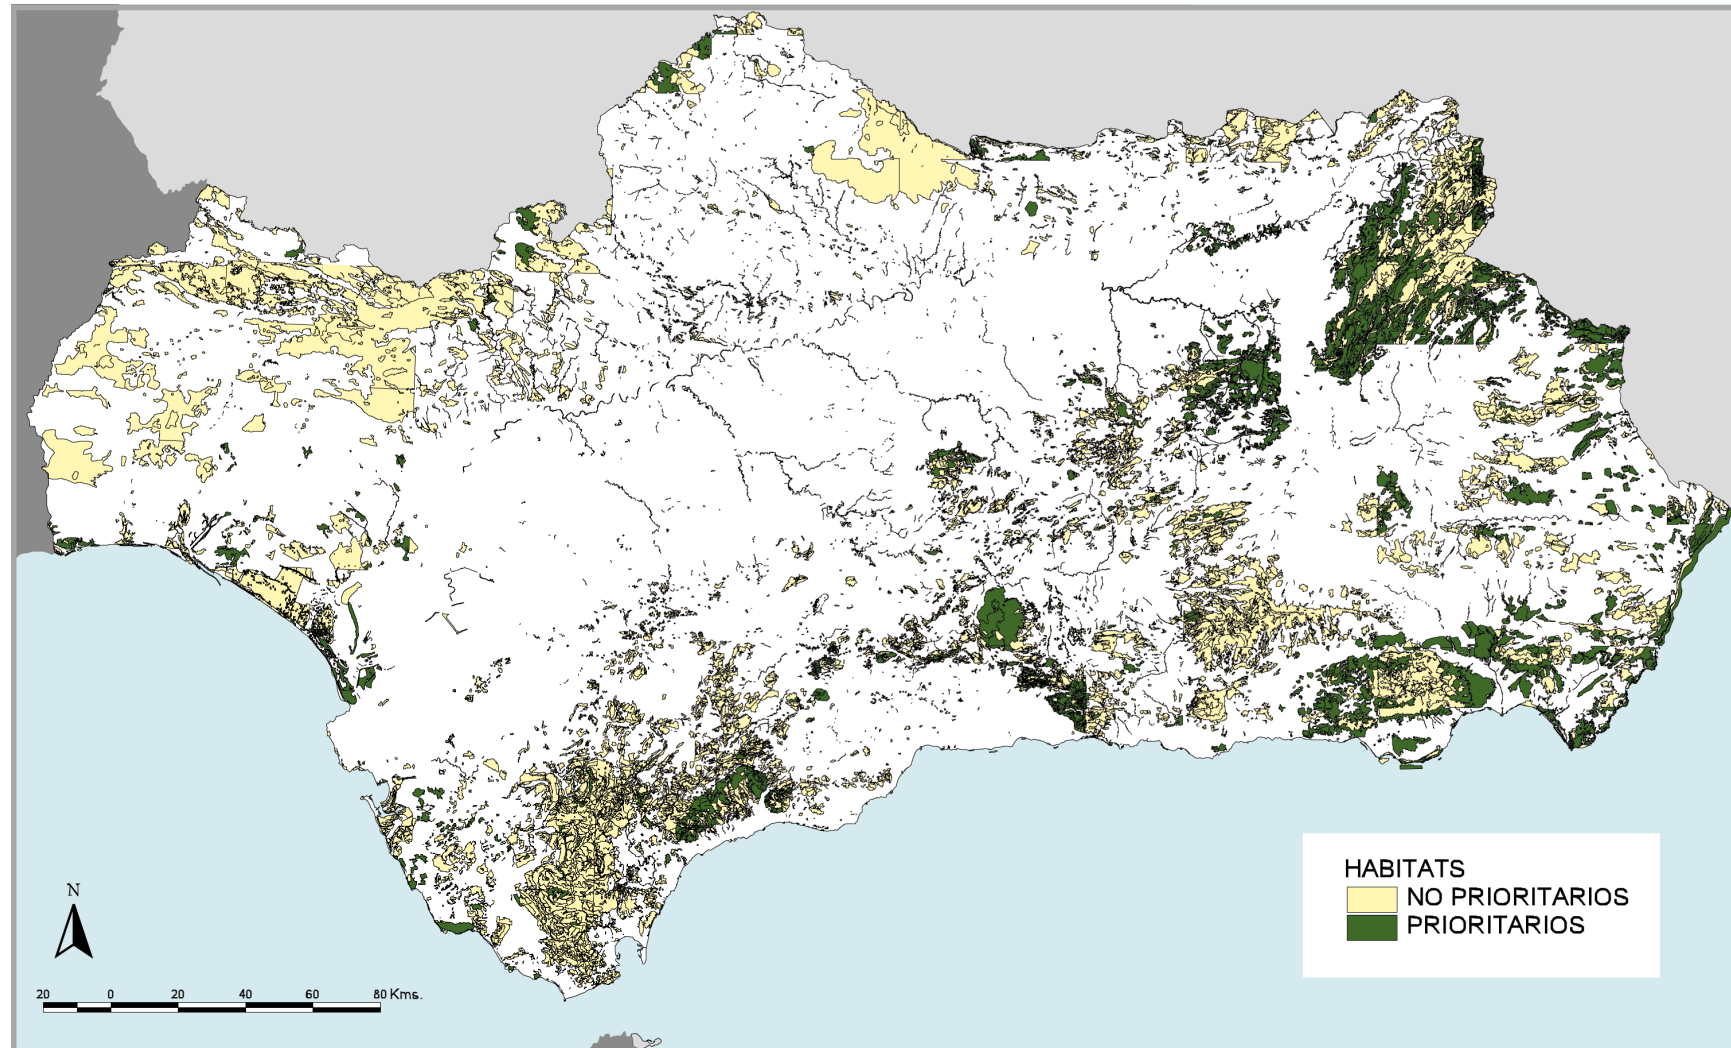 HABITATS
NO PRIORITARIOS
PRIORITARIOS
N
20 0 20 40 60 80 Kms.